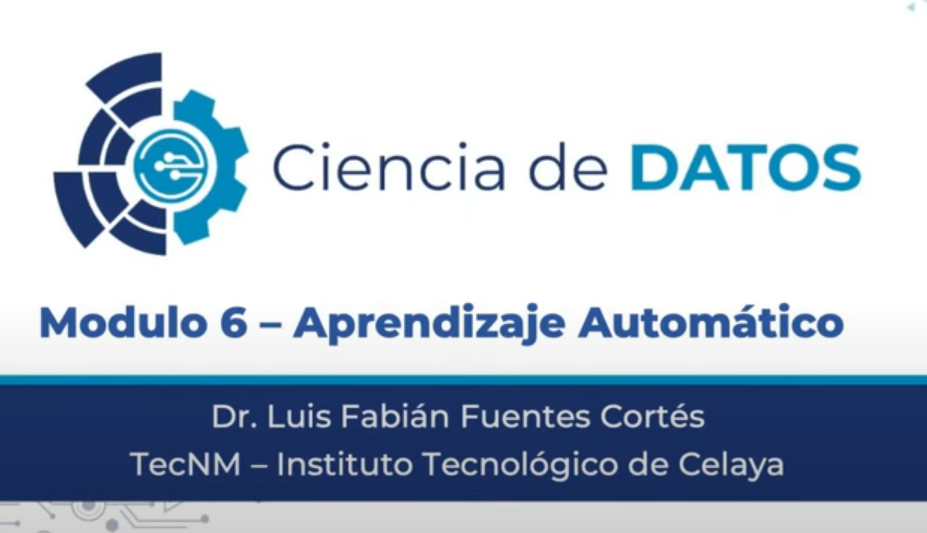 Ciencia de DATOS
Modulo 6 – Aprendizaje Automático
Dr. Luis Fabián Fuentes Cortés
TecNM – Instituto Tecnológico de Celaya